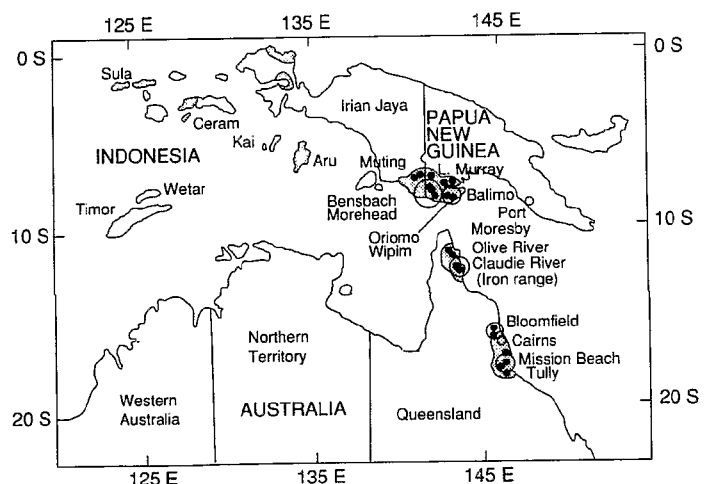 125 E
135 E
145 E
0 S
0 S
Sula
Irian Jaya
PAPUA
NEW
GUINEA
Ceram
Kai
Aru
Muting
L. Murray
INDONESIA
Wetar
Timor
Bensbach
Morehead
Balimo
Port
Moresby
Oriomo
Wipim
10 S
10 S
Olive River
Claudie River
(Iron range)
Bloomfield
Cairns
Mission Beach
Tully
Northern
Territory
Western
Australia
AUSTRALIA
Queensland
20 S
20 S
125 E
135 E
145 E